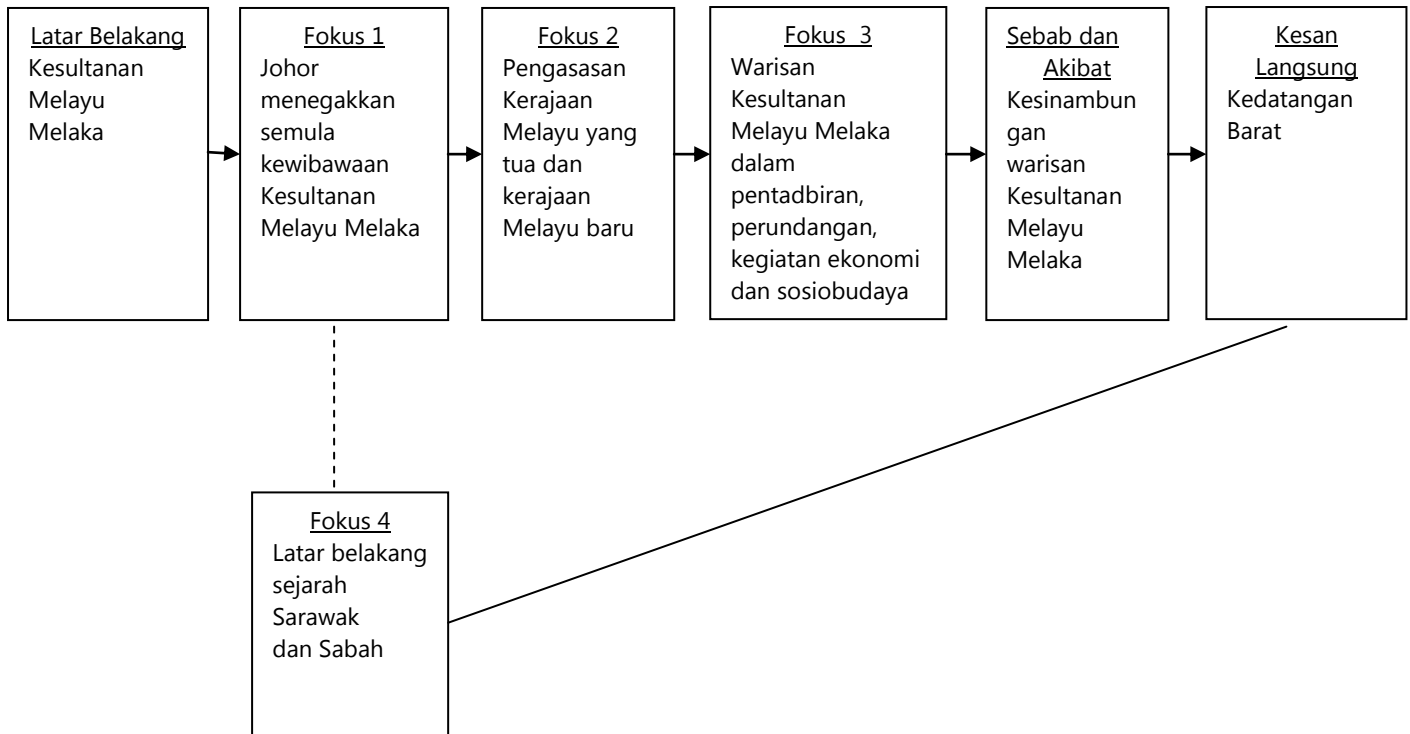 Latar Belakang
Kesultanan
Melayu
Melaka
Fokus 1
Johor
menegakkan
semula
kewibawaan
Kesultanan
Melayu Melaka
Fokus 2
Pengasasan
Kerajaan
Melayu yang
tua dan
kerajaan
Melayu baru
Fokus 3
Warisan
Kesultanan
Melayu Melaka
dalam
pentadbiran,
perundangan,
kegiatan ekonomi
dan sosiobudaya
Sebab dan
Akibat
Kesinambun
gan
warisan
Kesultanan
Melayu
Melaka
Kesan
Langsung
Kedatangan
Barat
Fokus 4
Latar belakang
sejarah
Sarawak
dan Sabah